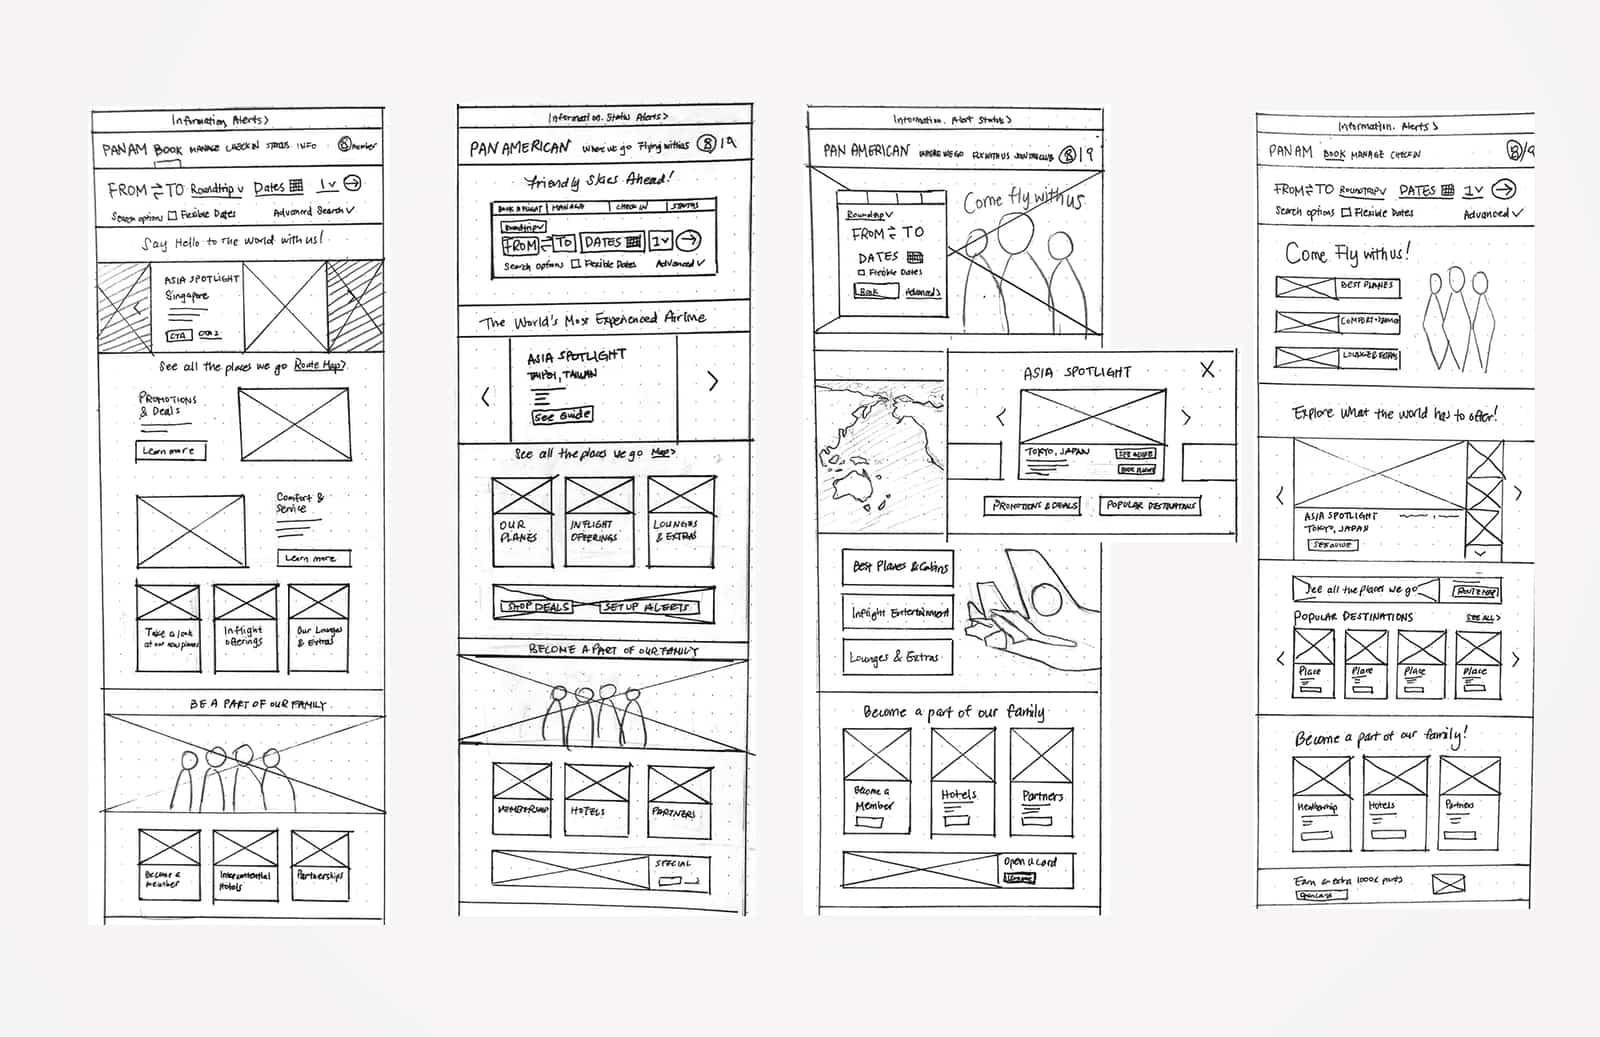 Information, Alerts>
PANAM BOOK MANAGE CHECK IN STATUS INFO member
FROM ⇌ TO Roundtrip v Dates 1 v →
Search options Flexible Dates Advanced Search v
Say Hello to The World with us!
ASIA SPOTLIGHT
Singapore
CTA CTA 2
See all the places we go Route Map>
PROMOTIONS
& Deals
Learn more
Comfort &
Service
Learn more
Take a look
at our new planes
Inflight
offerings
Our Lounges
& Extras
BE A PART OF OUR FAMILY
Become a
member
Intercontinental
Hotels
Partnerships
Information. Status Alerts>
PAN AMERICAN Where we go Flying with us
Friendly Skies Ahead!
BOOK A FLIGHT MANAGE CHECK IN STATUS
Roundtrip v
FROM ⇌ TO DATES 1 v →
Search options Flexible Dates Advanced v
The World's Most Experienced Airline
ASIA SPOTLIGHT
TAIPEI, TAIWAN
See Guide
< >
See all the places we go Map>
OUR
PLANES
INFLIGHT
OFFERINGS
LOUNGES
& EXTRAS
SHOP DEALS SETUP ALERTS
BECOME A PART OF OUR FAMILY
MEMBERSHIP HOTELS PARTNERS
SPECIAL
Information. Alert Status>
PAN AMERICAN WHERE WE GO FLY WITH US JOIN THE CLUB
Come fly with us
Roundtrip v
FROM ⇌ TO
DATES
Flexible Dates
Book Advanced>
ASIA SPOTLIGHT X
< >
TOKYO, JAPAN SEE GUIDE
BOOK FLIGHT
PROMOTIONS & DEALS POPULAR DESTINATIONS
Best Planes & Cabins
Inflight Entertainment
Lounges & Extras
Become a part of our family
Become a
Member
Hotels
Partners
Open a card
Information. Alerts>
PAN AM BOOK MANAGE CHECK IN
FROM ⇌ TO ROUNDTRIP v DATES 1 v →
Search options Flexible Dates Advanced v
Come Fly with us!
BEST PLANES
COMFORT + SERVICE
LOUNGE & EXTRAS
Explore what the world has to offer!
< >
ASIA SPOTLIGHT
TOKYO, JAPAN
SEE GUIDE
See all the places we go ROUTE MAP
POPULAR DESTINATIONS SEE ALL>
< >
Place Place Place Place
Become a part of our family!
Membership Hotels Partners
Earn an extra 1000K points